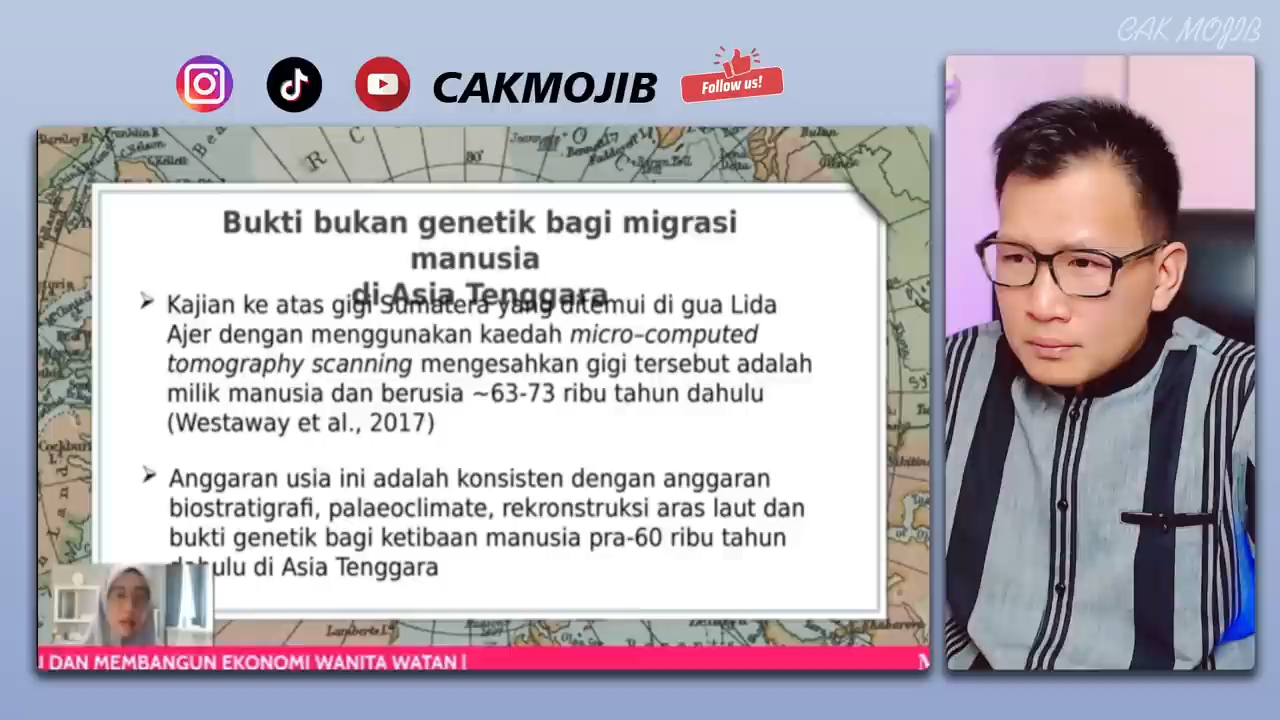 CAK MOJIB
CAKMOJIB
Follow us!
Bukti bukan genetik bagi migrasi
manusia
di Asia Tenggara
➢ Kajian ke atas gigi Sumatera yang ditemui di gua Lida
Ajer dengan menggunakan kaedah micro–computed
tomography scanning mengesahkan gigi tersebut adalah
milik manusia dan berusia ~63-73 ribu tahun dahulu
(Westaway et al., 2017)
➢ Anggaran usia ini adalah konsisten dengan anggaran
biostratigrafi, palaeoclimate, rekronstruksi aras laut dan
bukti genetik bagi ketibaan manusia pra-60 ribu tahun
dahulu di Asia Tenggara
I DAN MEMBANGUN EKONOMI WANITA WATAN I